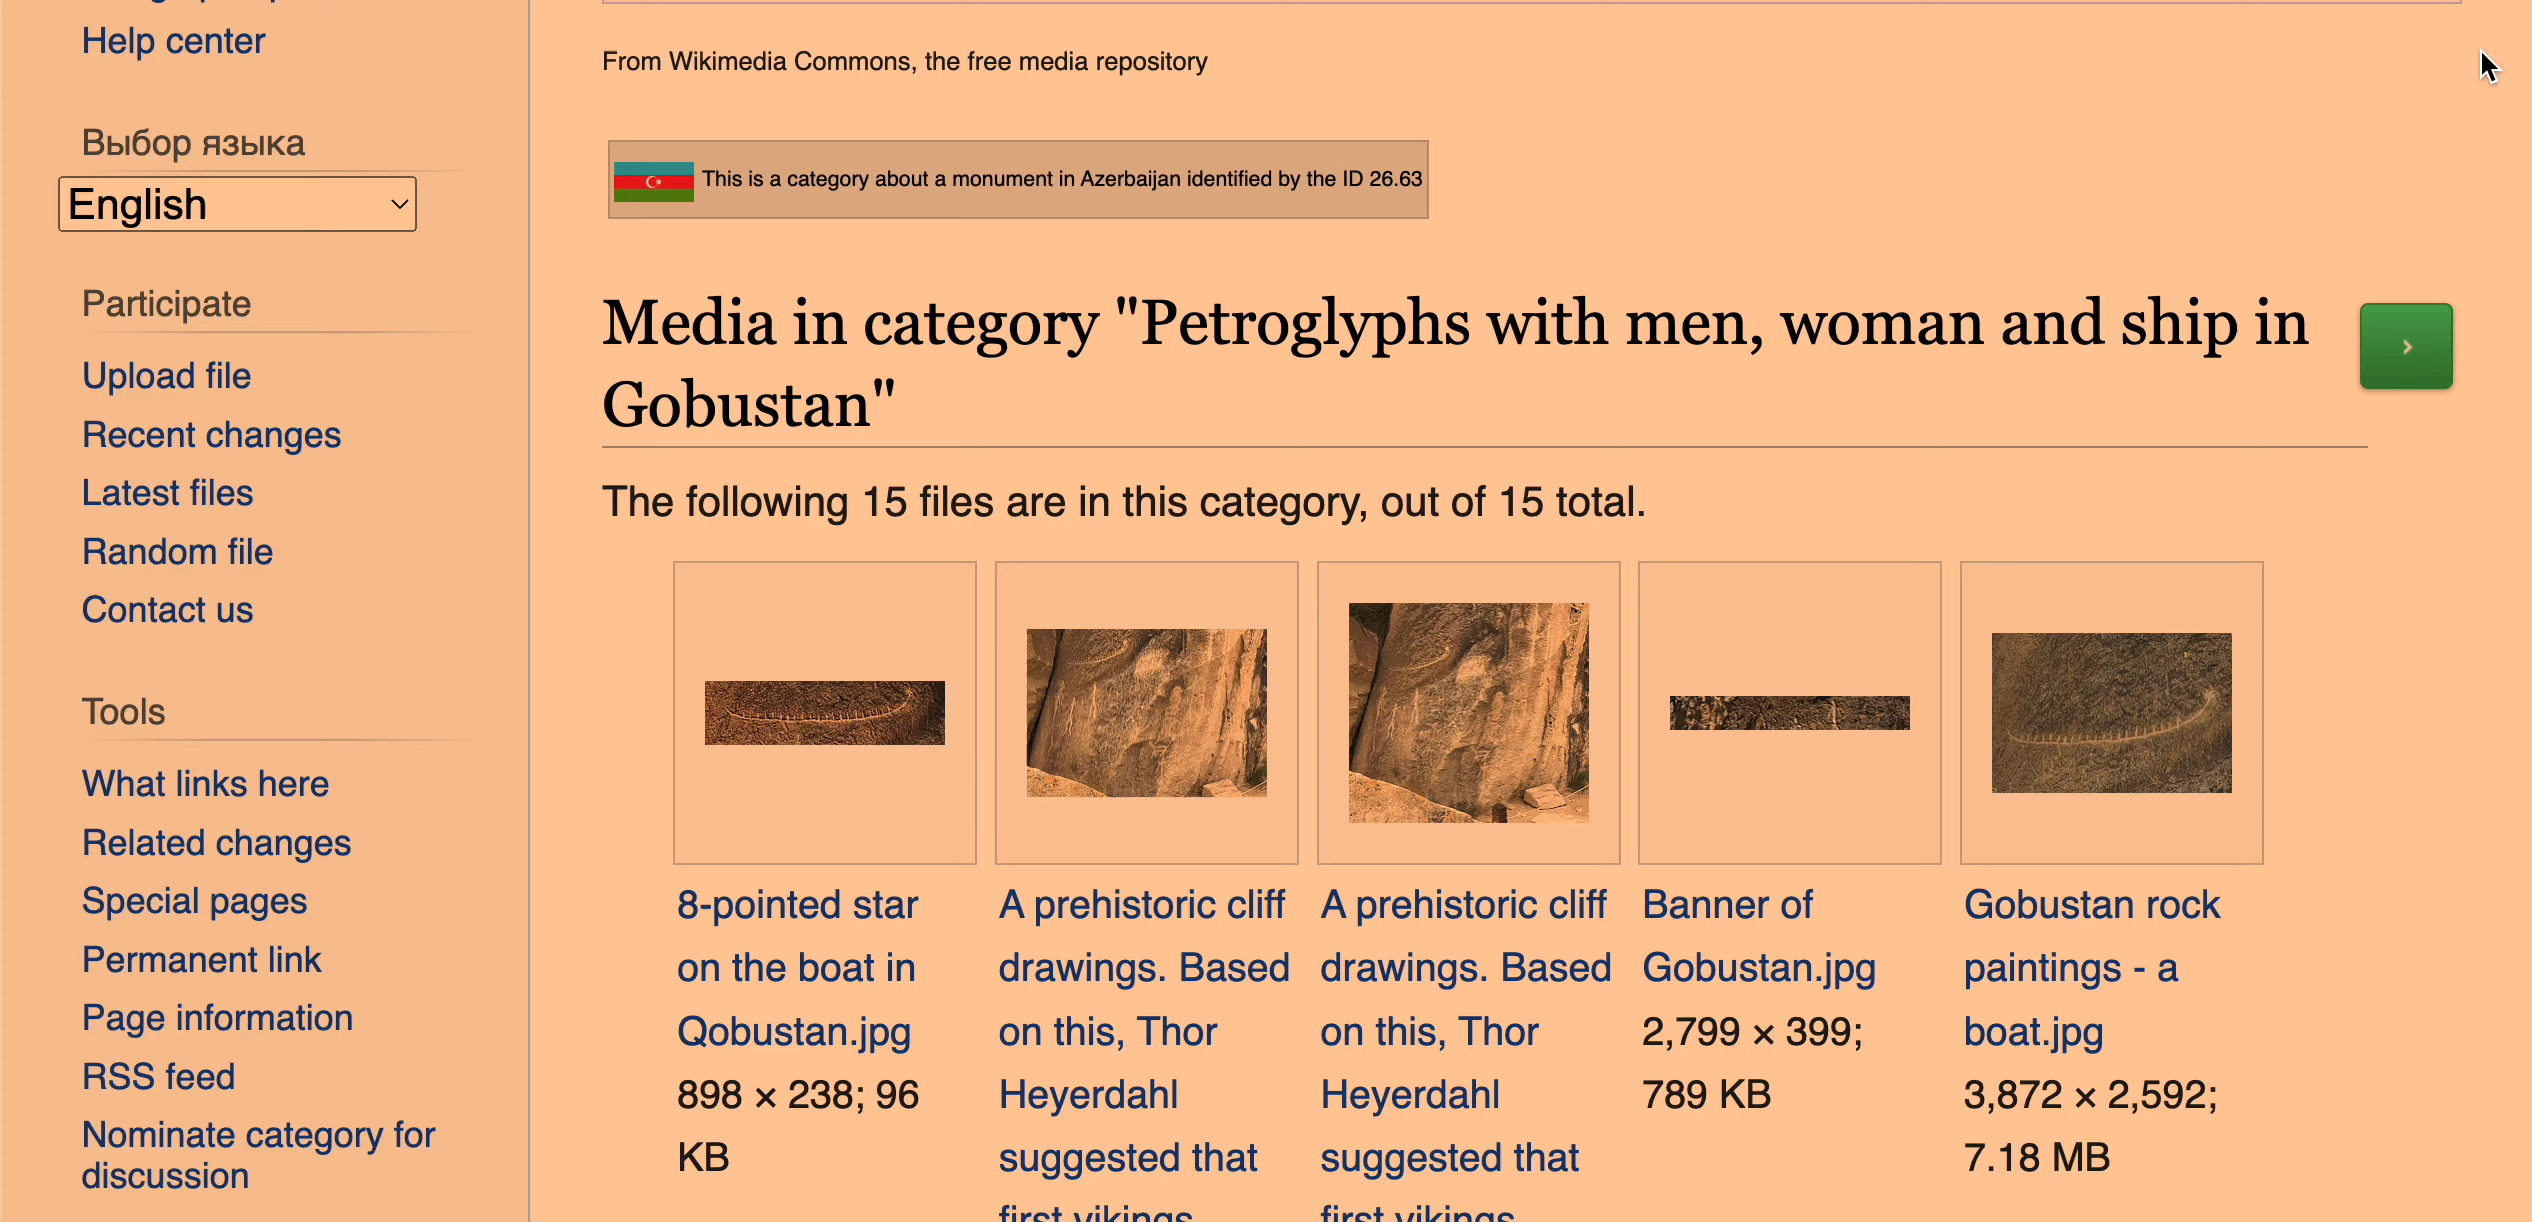 Help center
Выбор языка
English
Participate
Upload file
Recent changes
Latest files
Random file
Contact us
Tools
What links here
Related changes
Special pages
Permanent link
Page information
RSS feed
Nominate category for
discussion
From Wikimedia Commons, the free media repository
This is a category about a monument in Azerbaijan identified by the ID 26.63
Media in category "Petroglyphs with men, woman and ship in
Gobustan"
The following 15 files are in this category, out of 15 total.
8-pointed star
on the boat in
Qobustan.jpg
898 × 238; 96
KB
A prehistoric cliff
drawings. Based
on this, Thor
Heyerdahl
suggested that
first vikings
A prehistoric cliff
drawings. Based
on this, Thor
Heyerdahl
suggested that
first vikings
Banner of
Gobustan.jpg
2,799 × 399;
789 KB
Gobustan rock
paintings - a
boat.jpg
3,872 × 2,592;
7.18 MB